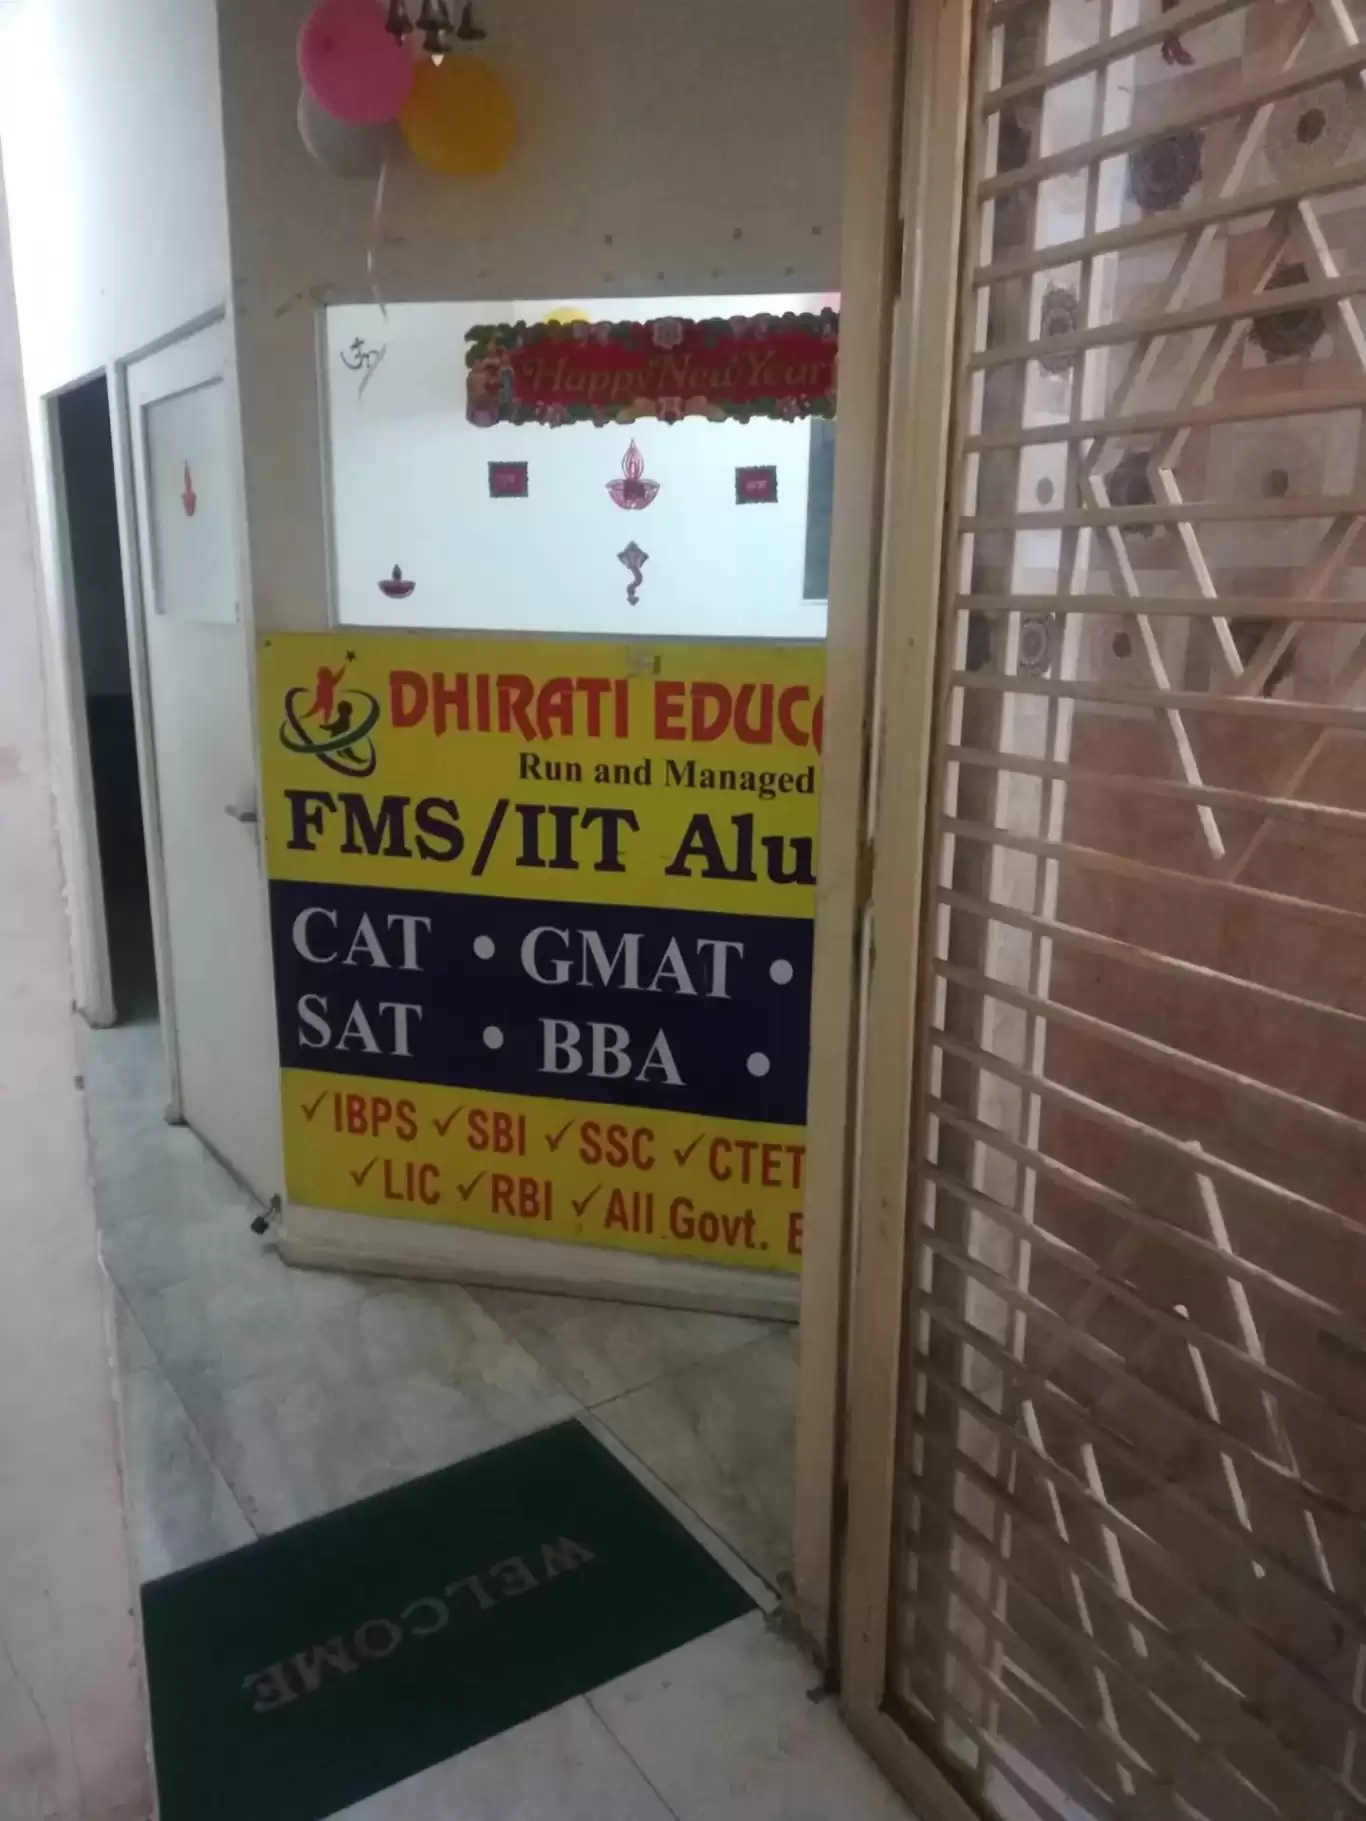 Happy New Year
DHIRATI EDUC
Run and Managed
FMS/IIT Alu
CAT • GMAT •
SAT • BBA •
✓IBPS ✓SBI ✓SSC ✓CTET
✓LIC ✓RBI ✓All Govt. E
WELCOME